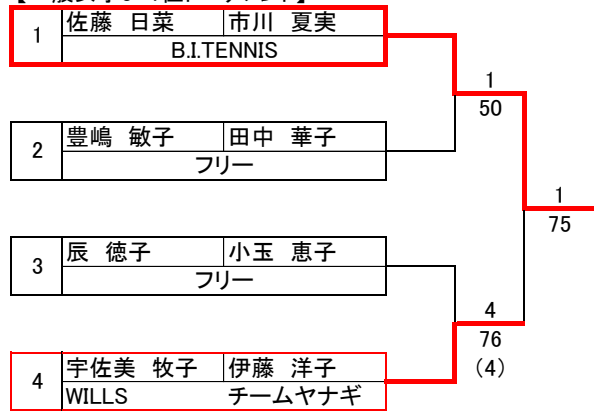 1 佐藤 日菜 市川 夏実
B.I.TENNIS
1
50
2 豊嶋 敏子 田中 華子
フリー
1
75
3 辰 徳子 小玉 恵子
フリー
4
76
(4)
4 宇佐美 牧子 伊藤 洋子
WILLS チームヤナギ